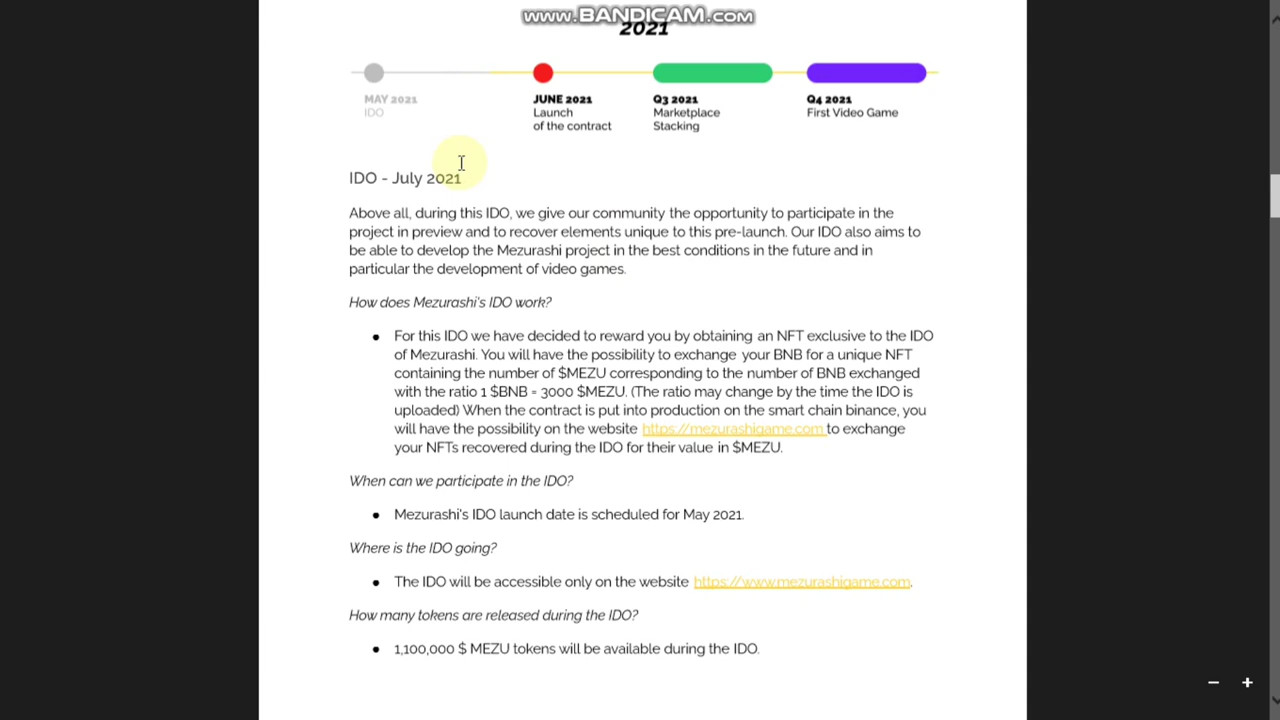 www.BANDICAM.com
2021
MAY 2021
IDO
JUNE 2021
Launch
of the contract
Q3 2021
Marketplace
Stacking
Q4 2021
First Video Game
IDO - July 2021
Above all, during this IDO, we give our community the opportunity to participate in the
project in preview and to recover elements unique to this pre-launch. Our IDO also aims to
be able to develop the Mezurashi project in the best conditions in the future and in
particular the development of video games.
How does Mezurashi's IDO work?
● For this IDO we have decided to reward you by obtaining an NFT exclusive to the IDO
of Mezurashi. You will have the possibility to exchange your BNB for a unique NFT
containing the number of $MEZU corresponding to the number of BNB exchanged
with the ratio 1 $BNB = 3000 $MEZU. (The ratio may change by the time the IDO is
uploaded) When the contract is put into production on the smart chain binance, you
will have the possibility on the website https://mezurashigame.com to exchange
your NFTs recovered during the IDO for their value in $MEZU.
When can we participate in the IDO?
● Mezurashi's IDO launch date is scheduled for May 2021.
Where is the IDO going?
● The IDO will be accessible only on the website https://www.mezurashigame.com.
How many tokens are released during the IDO?
● 1,100,000 $ MEZU tokens will be available during the IDO.